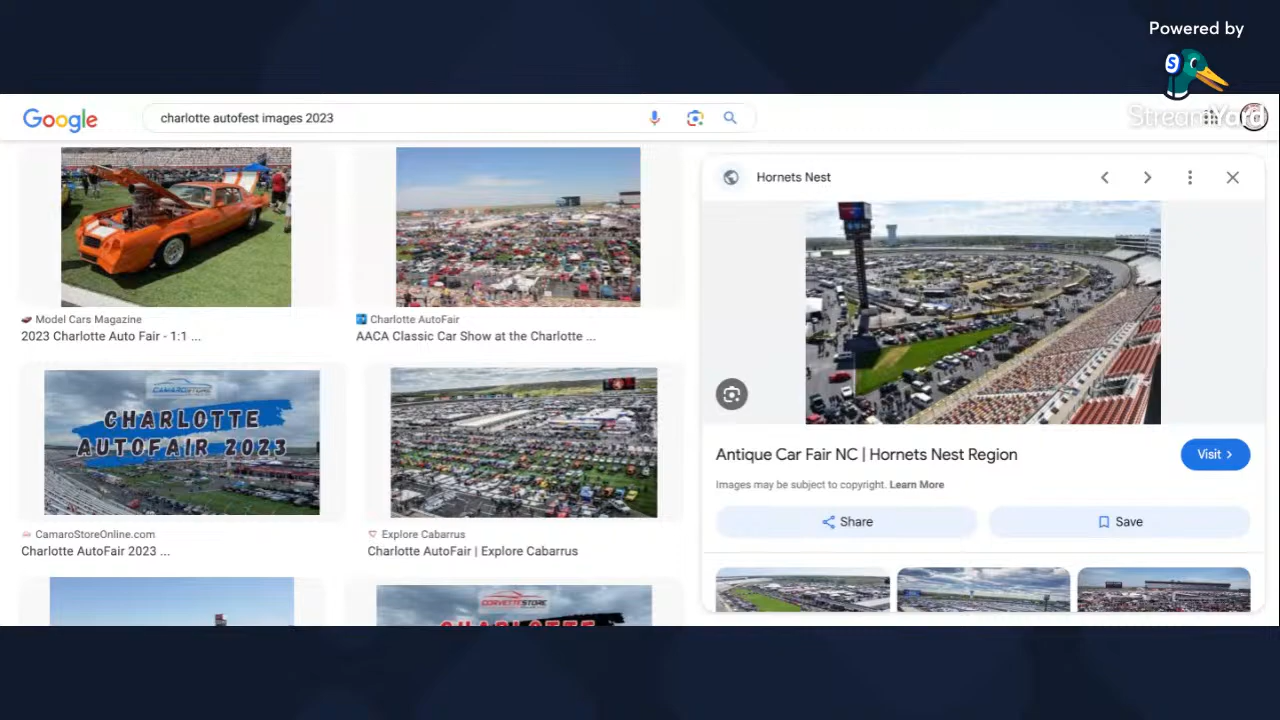 Powered by
S
StreamYard
Google
charlotte autofest images 2023
Model Cars Magazine
2023 Charlotte Auto Fair - 1:1 ...
Charlotte AutoFair
AACA Classic Car Show at the Charlotte ...
CHARLOTTE
AUTOFAIR 2023
CamaroStoreOnline.com
Charlotte AutoFair 2023 ...
Explore Cabarrus
Charlotte AutoFair | Explore Cabarrus
CORVETTESTORE
CHARLOTTE
Hornets Nest
Antique Car Fair NC | Hornets Nest Region
Visit
Images may be subject to copyright. Learn More
Share
Save